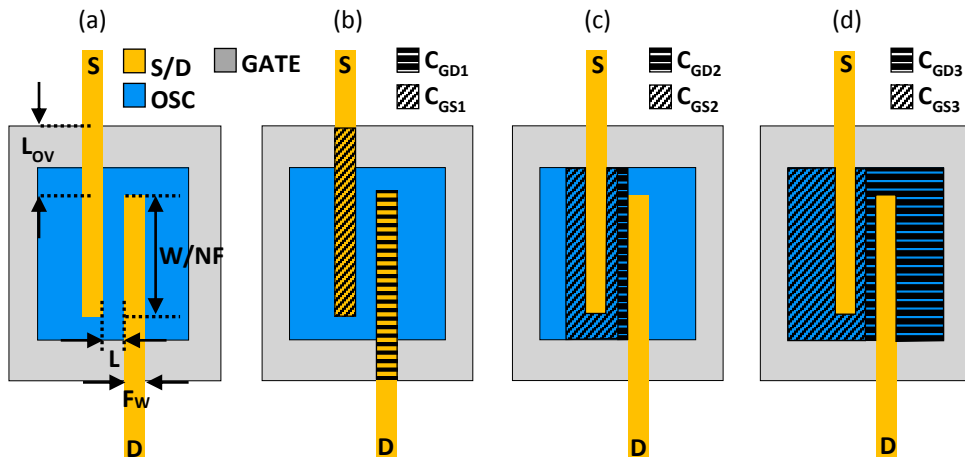 (a) (b) (c) (d)
S S/D GATE
OSC
L_OV
W/NF
L
F_W
D
S C_GD1
C_GS1
D
S C_GD2
C_GS2
D
S C_GD3
C_GS3
D